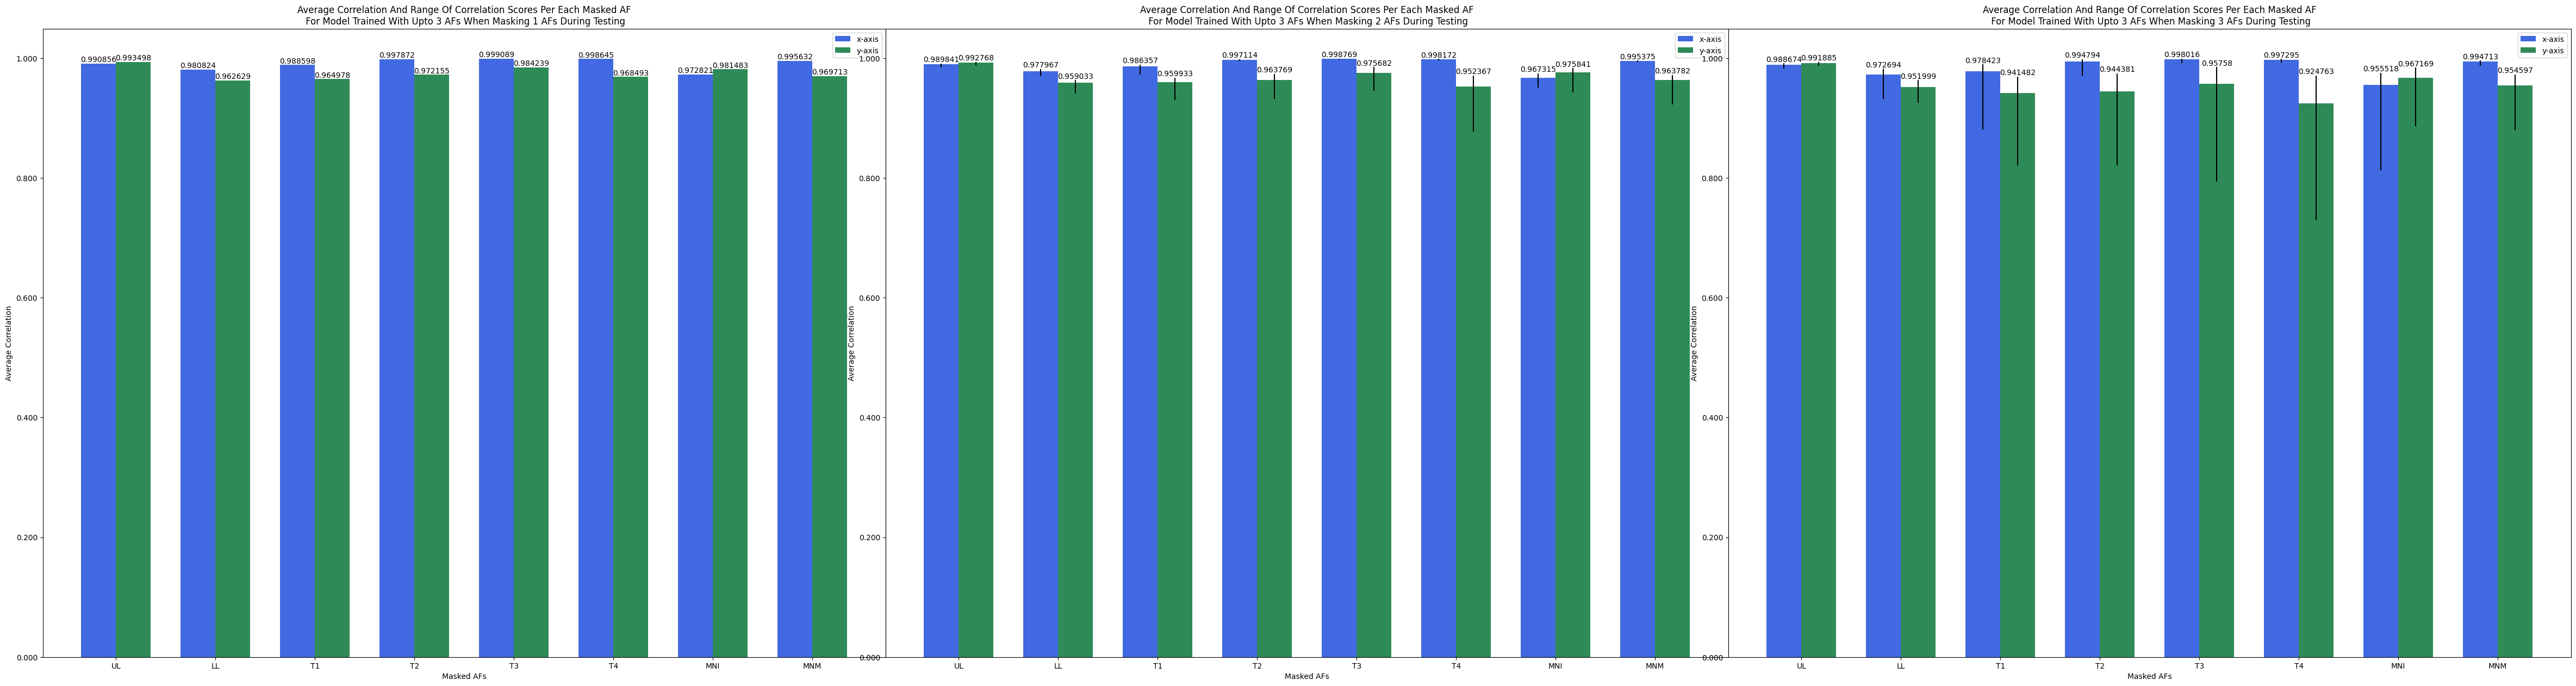 Average Correlation And Range Of Correlation Scores Per Each Masked AF
For Model Trained With Upto 3 AFs When Masking 1 AFs During Testing
x-axis
y-axis
1.000
0.800
0.600
0.400
0.200
0.000
Average Correlation
0.990856
0.993498
0.980824
0.962629
0.988598
0.964978
0.997872
0.972155
0.999089
0.984239
0.998645
0.968493
0.972821
0.981483
0.995632
0.969713
UL
LL
T1
T2
T3
T4
MNI
MNM
Masked AFs
Average Correlation And Range Of Correlation Scores Per Each Masked AF
For Model Trained With Upto 3 AFs When Masking 2 AFs During Testing
x-axis
y-axis
1.000
0.800
0.600
0.400
0.200
0.000
Average Correlation
0.989841
0.992768
0.977967
0.959033
0.986357
0.959933
0.997114
0.963769
0.998769
0.975682
0.998172
0.952367
0.967315
0.975841
0.995375
0.963782
UL
LL
T1
T2
T3
T4
MNI
MNM
Masked AFs
Average Correlation And Range Of Correlation Scores Per Each Masked AF
For Model Trained With Upto 3 AFs When Masking 3 AFs During Testing
x-axis
y-axis
1.000
0.800
0.600
0.400
0.200
0.000
Average Correlation
0.988674
0.991885
0.972694
0.951999
0.978423
0.941482
0.994794
0.944381
0.998016
0.95758
0.997295
0.924763
0.955518
0.967169
0.994713
0.954597
UL
LL
T1
T2
T3
T4
MNI
MNM
Masked AFs